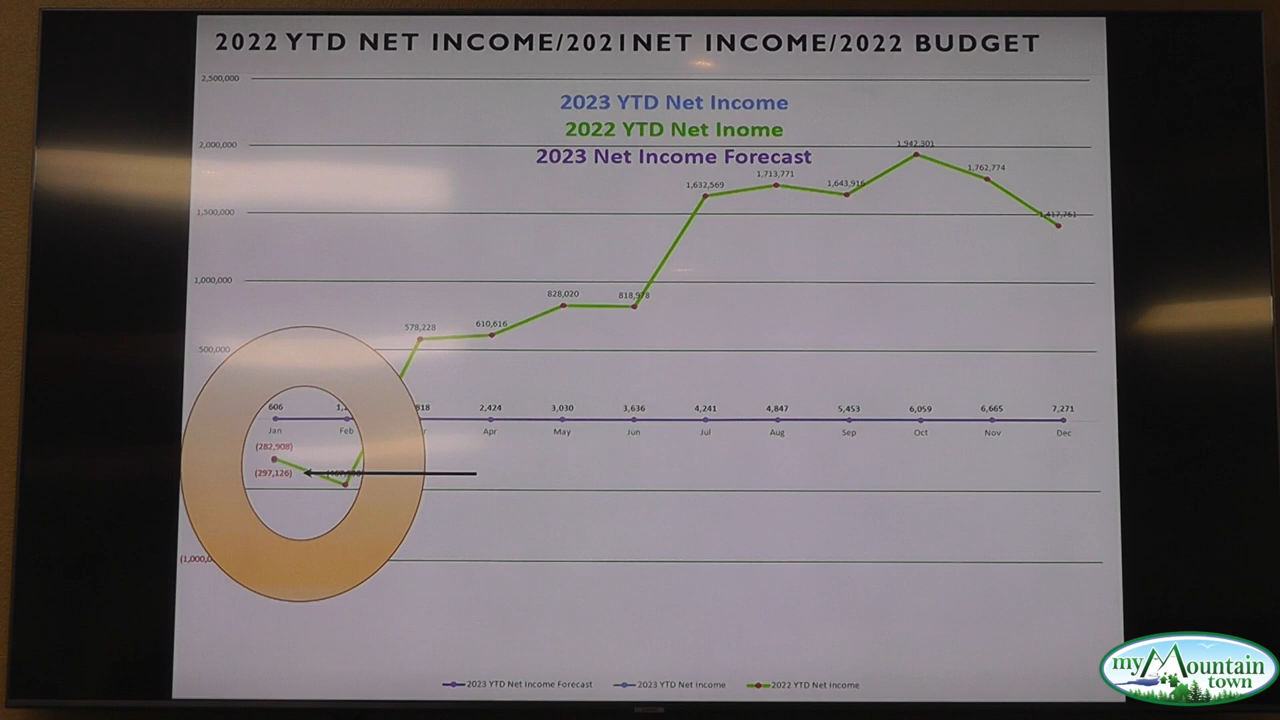 2022 YTD NET INCOME/2021NET INCOME/2022 BUDGET
2,500,000
2023 YTD Net Income
2022 YTD Net Inome
2,000,000
1,942,301
2023 Net Income Forecast
1,762,774
1,713,771
1,632,569
1,643,916
1,500,000
1,417,761
1,000,000
828,020
818,978
578,228
610,616
500,000
606
2,424
3,030
3,636
4,241
4,847
5,453
6,059
6,665
7,271
Jan
Feb
Apr
May
Jun
Jul
Aug
Sep
Oct
Nov
Dec
(282,908)
(297,126)
2023 YTD Net Income Forecast
2023 YTD Net Income
2022 YTD Net Income
myMountain
town